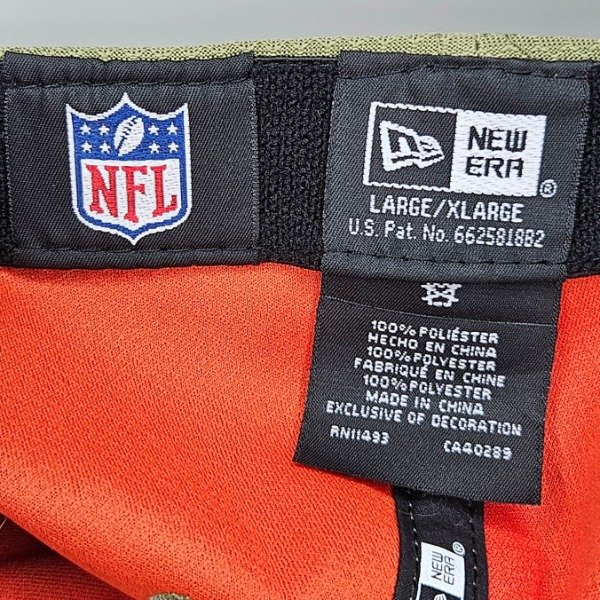 NFL
NEW
ERA
®
LARGE/XLARGE
U.S. Pat. No. 6625818B2
100% POLIÉSTER
HECHO EN CHINA
100% POLYESTER
FABRIQUÉ EN CHINE
100% POLYESTER
MADE IN CHINA
EXCLUSIVE OF DECORATION
RN11493 CA40289
NEW
ERA